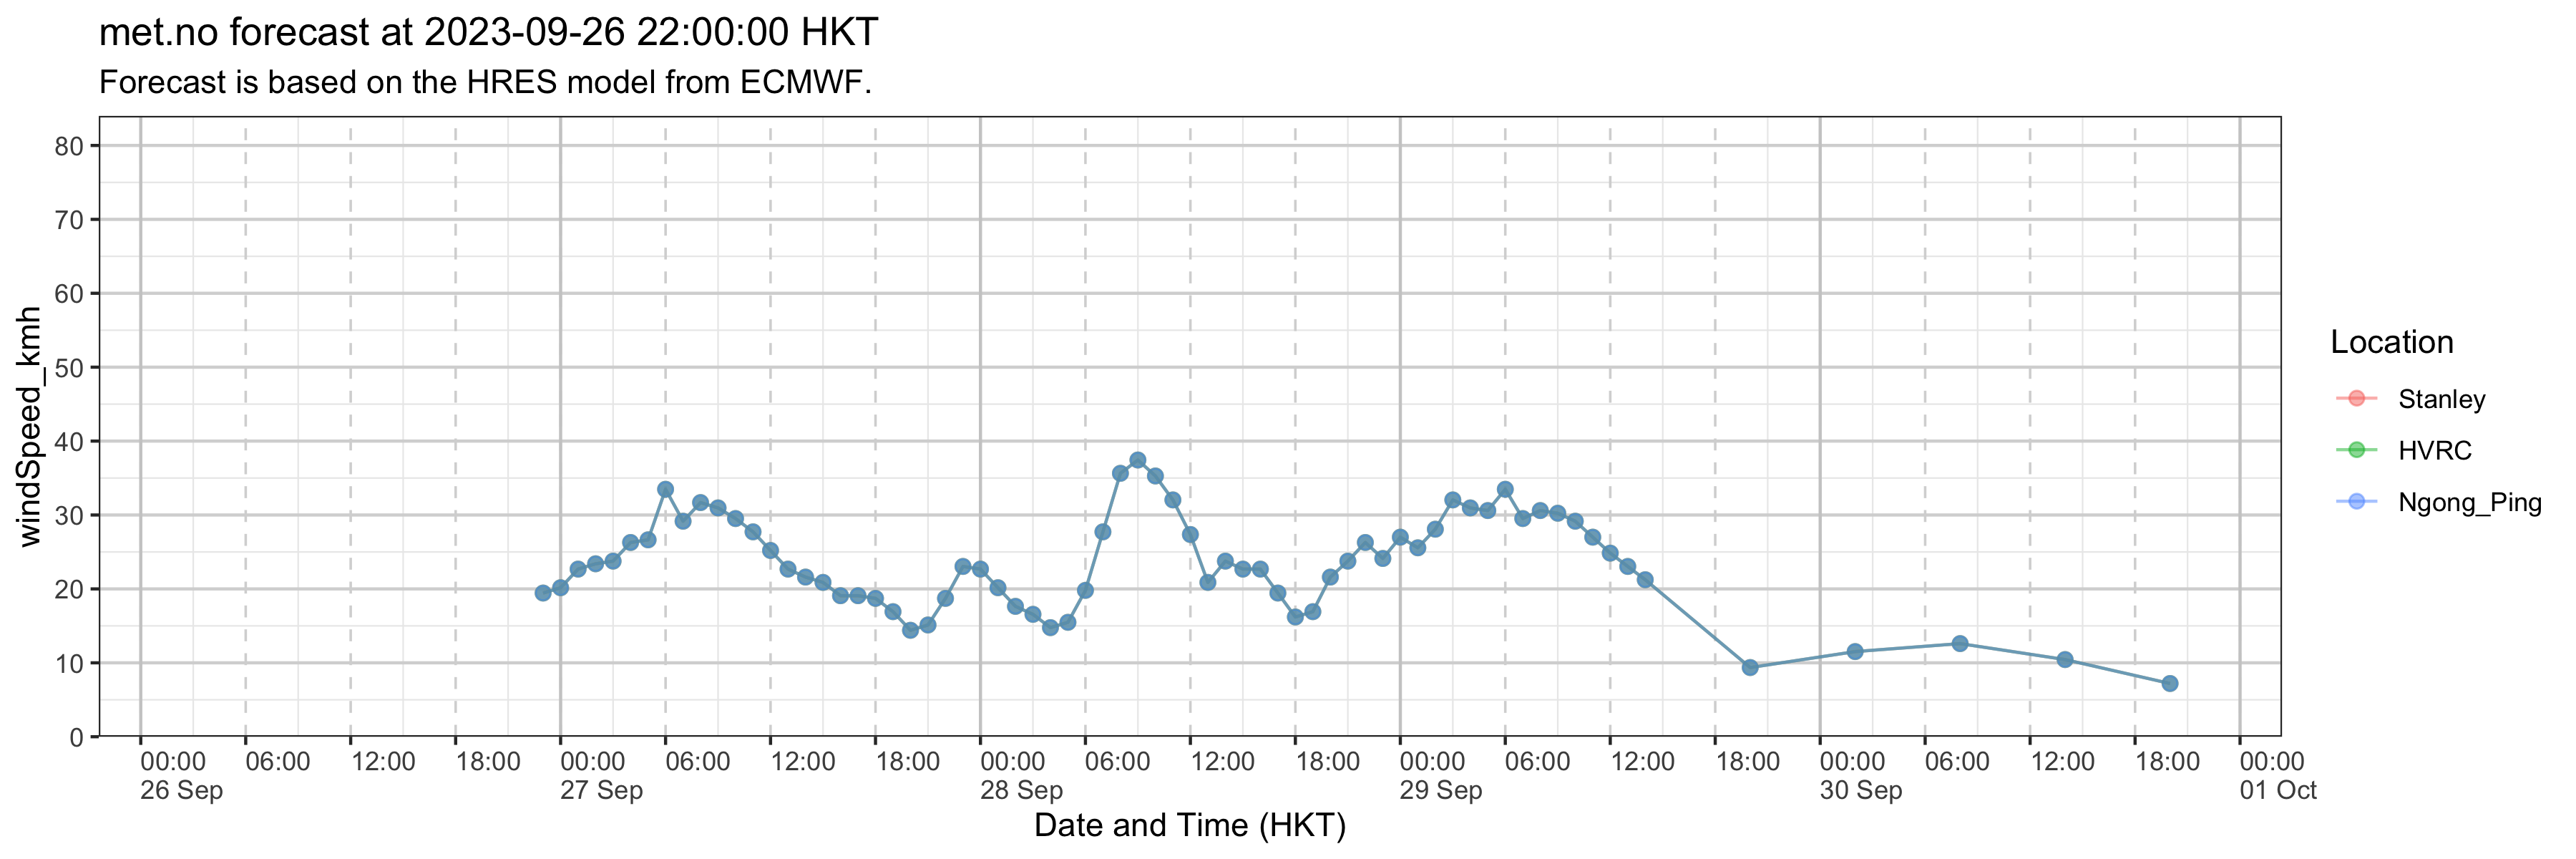 met.no forecast at 2023-09-26 22:00:00 HKT
Forecast is based on the HRES model from ECMWF.
windSpeed_kmh
80
70
60
50
40
30
20
10
0
00:00 06:00 12:00 18:00 00:00 06:00 12:00 18:00 00:00 06:00 12:00 18:00 00:00 06:00 12:00 18:00 00:00 06:00 12:00 18:00 00:00
26 Sep 27 Sep 28 Sep 29 Sep 30 Sep 01 Oct
Date and Time (HKT)
Location
Stanley
HVRC
Ngong_Ping